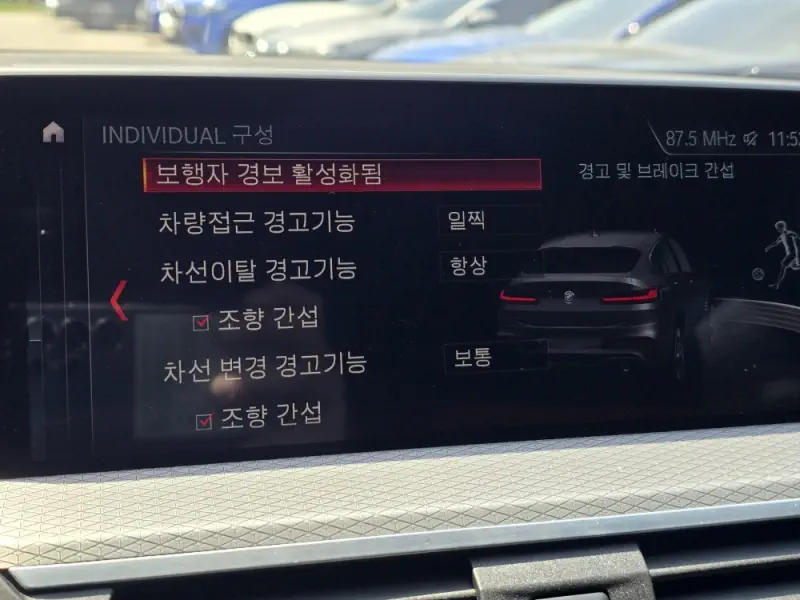 INDIVIDUAL 구성
87.5 MHz 11:5
보행자 경보 활성화됨
경고 및 브레이크 간섭
차량접근 경고기능 일찍
차선이탈 경고기능 항상
조향 간섭
차선 변경 경고기능 보통
조향 간섭